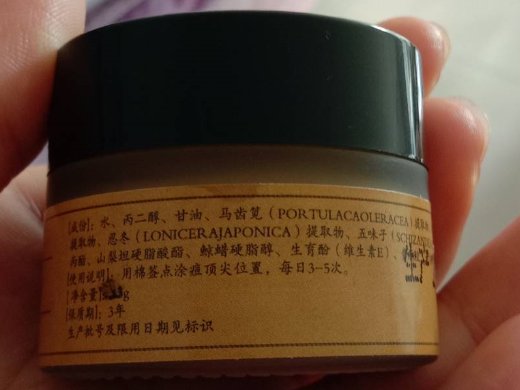 [成份]：水、丙二醇、甘油、马齿苋（PORTULACAOLERACEA）提取物
提取物、忍冬（LONICERAJAPONICA）提取物、五味子（SCHIZAN
丙酯、山梨坦硬脂酸酯、鲸蜡硬脂醇、生育酚（维生素E）、
[使用说明]：用棉签点涂痘顶尖位置，每日3-5次。
[净含量] g
[保质期]：3年
生产批号及限用日期见标识